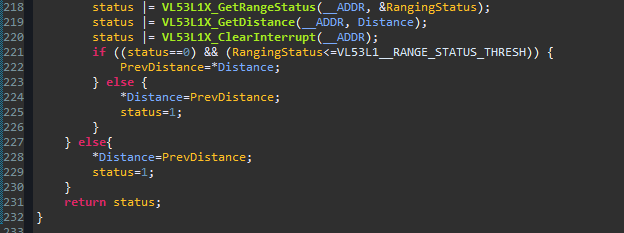 218 status |= VL53L1X_GetRangeStatus(__ADDR, &RangingStatus);
219 status |= VL53L1X_GetDistance(__ADDR, Distance);
220 status |= VL53L1X_ClearInterrupt(__ADDR);
221 if ((status==0) && (RangingStatus<=VL53L1__RANGE_STATUS_THRESH)) {
222 PrevDistance=*Distance;
223 } else {
224 *Distance=PrevDistance;
225 status=1;
226 }
227 } else{
228 *Distance=PrevDistance;
229 status=1;
230 }
231 return status;
232 }
233